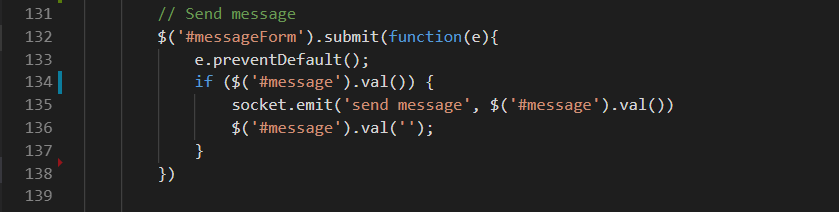 131 // Send message
132 $('#messageForm').submit(function(e){
133     e.preventDefault();
134     if ($('#message').val()) {
135         socket.emit('send message', $('#message').val())
136         $('#message').val('');
137     }
138 })
139